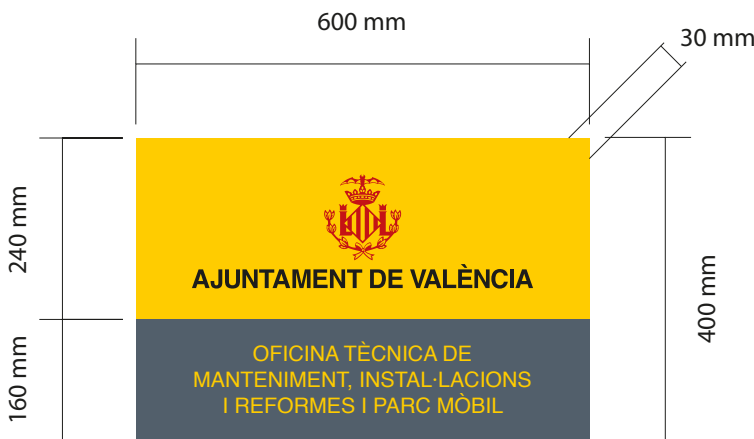 600 mm
30 mm
240 mm
400 mm
160 mm
AJUNTAMENT DE VALÈNCIA
OFICINA TÈCNICA DE
MANTENIMENT, INSTAL·LACIONS
I REFORMES I PARC MÒBIL